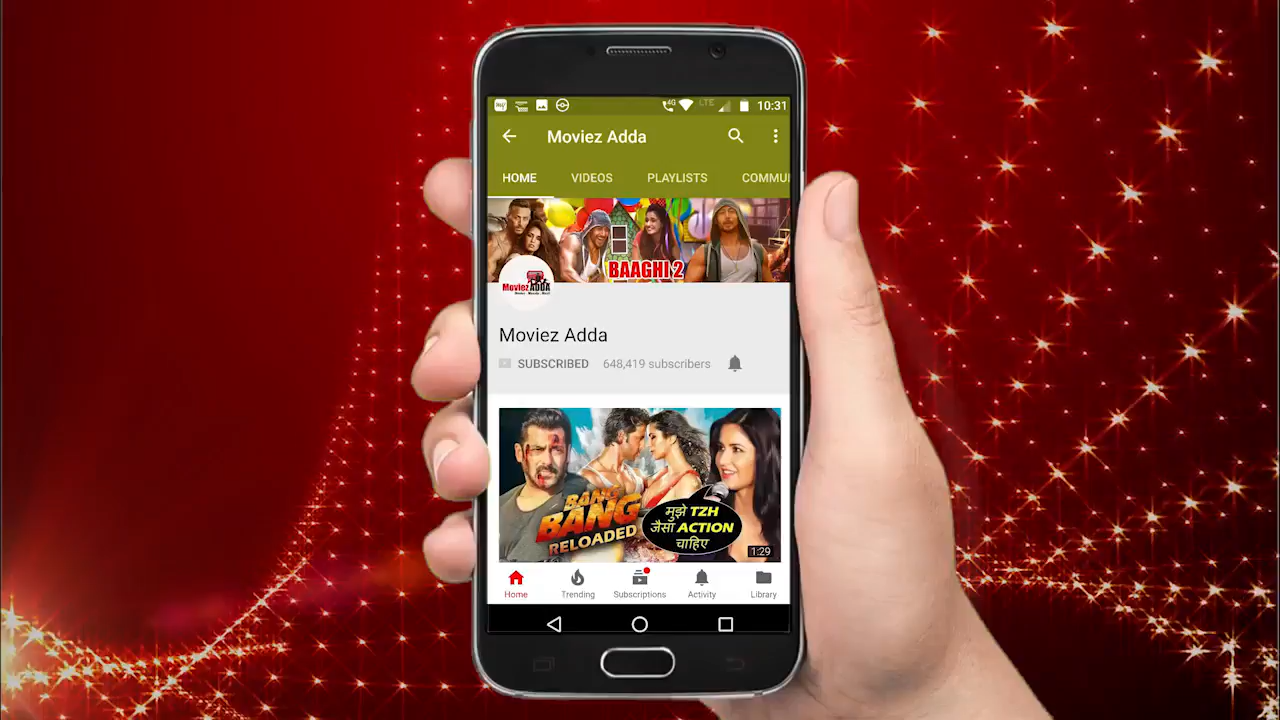 LTE 10:31
Moviez Adda
HOME VIDEOS PLAYLISTS COMMU
BAAGHI 2
Moviez ADDA
Moviez Adda
SUBSCRIBED 648,419 subscribers
BANG
BANG
RELOADED
मुझे TZH
जैसा ACTION
चाहिए
1:29
Home Trending Subscriptions Activity Library